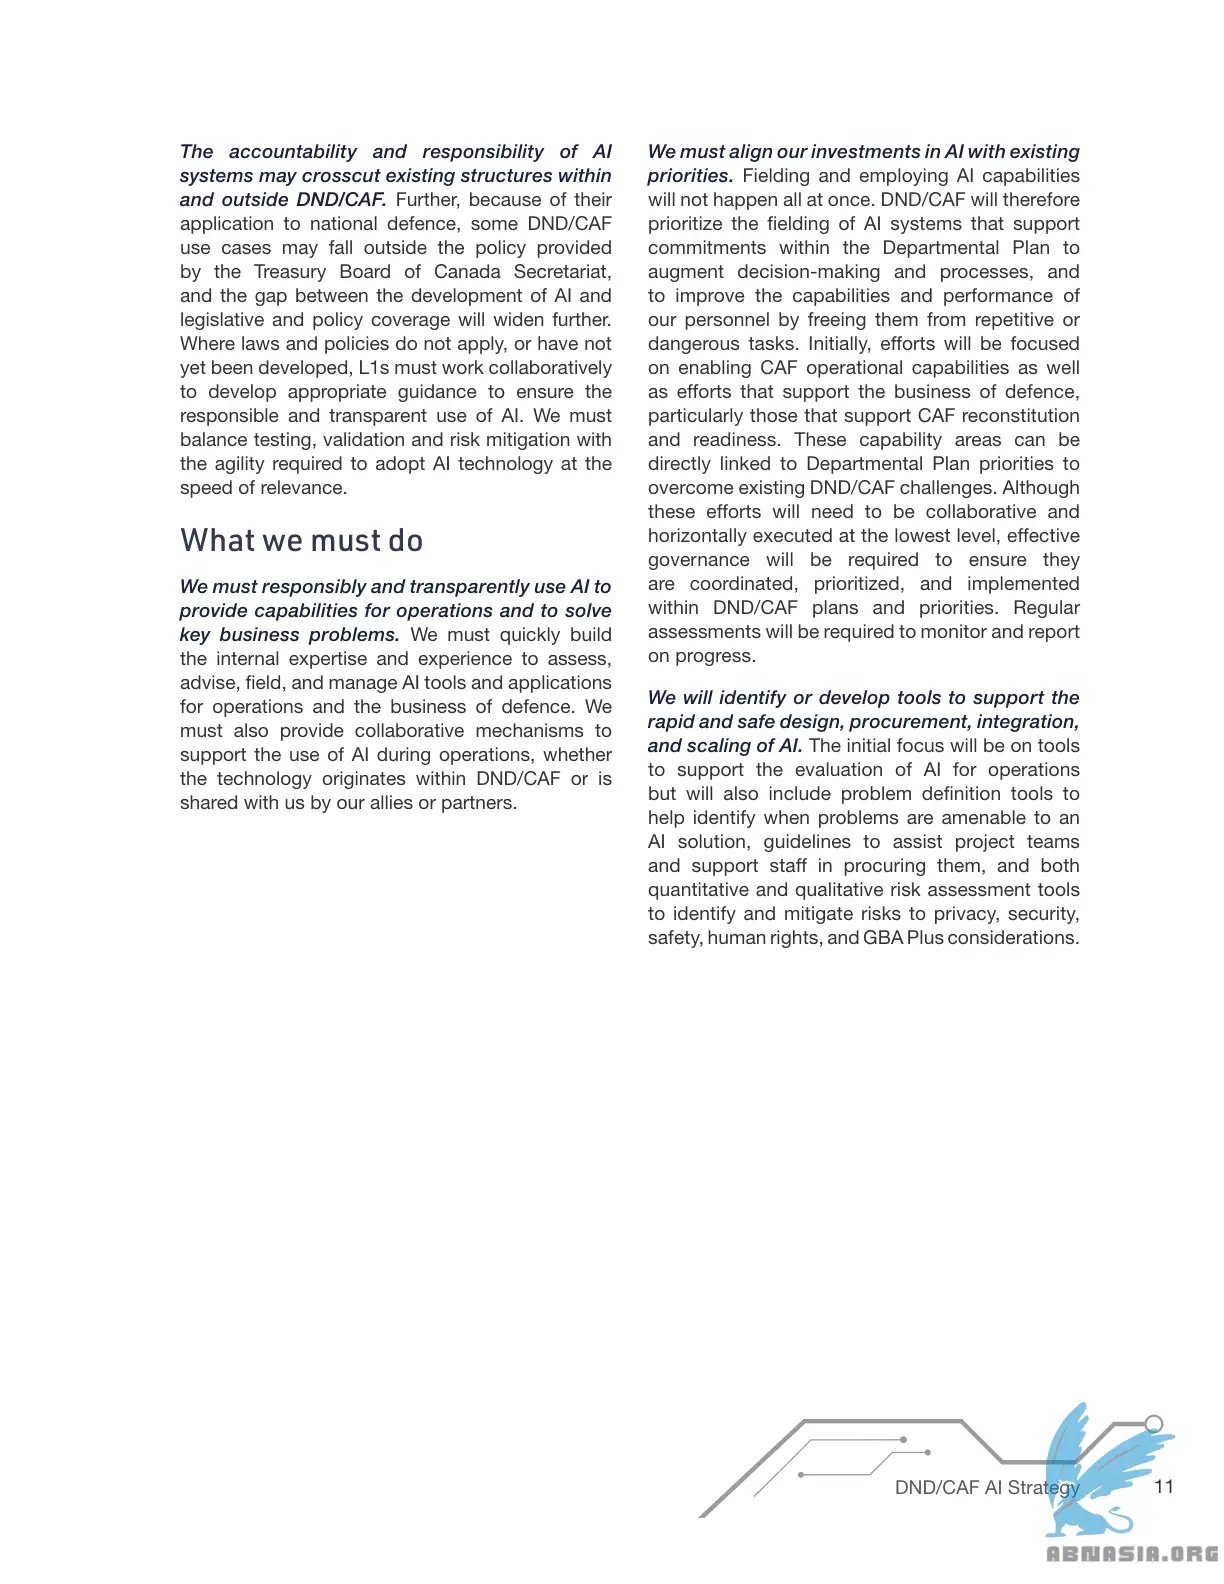 The accountability and responsibility of AI
systems may crosscut existing structures within
and outside DND/CAF. Further, because of their
application to national defence, some DND/CAF
use cases may fall outside the policy provided
by the Treasury Board of Canada Secretariat,
and the gap between the development of AI and
legislative and policy coverage will widen further.
Where laws and policies do not apply, or have not
yet been developed, L1s must work collaboratively
to develop appropriate guidance to ensure the
responsible and transparent use of AI. We must
balance testing, validation and risk mitigation with
the agility required to adopt AI technology at the
speed of relevance.
What we must do
We must responsibly and transparently use AI to
provide capabilities for operations and to solve
key business problems. We must quickly build
the internal expertise and experience to assess,
advise, field, and manage AI tools and applications
for operations and the business of defence. We
must also provide collaborative mechanisms to
support the use of AI during operations, whether
the technology originates within DND/CAF or is
shared with us by our allies or partners.
We must align our investments in AI with existing
priorities. Fielding and employing AI capabilities
will not happen all at once. DND/CAF will therefore
prioritize the fielding of AI systems that support
commitments within the Departmental Plan to
augment decision-making and processes, and
to improve the capabilities and performance of
our personnel by freeing them from repetitive or
dangerous tasks. Initially, efforts will be focused
on enabling CAF operational capabilities as well
as efforts that support the business of defence,
particularly those that support CAF reconstitution
and readiness. These capability areas can be
directly linked to Departmental Plan priorities to
overcome existing DND/CAF challenges. Although
these efforts will need to be collaborative and
horizontally executed at the lowest level, effective
governance will be required to ensure they
are coordinated, prioritized, and implemented
within DND/CAF plans and priorities. Regular
assessments will be required to monitor and report
on progress.
We will identify or develop tools to support the
rapid and safe design, procurement, integration,
and scaling of AI. The initial focus will be on tools
to support the evaluation of AI for operations
but will also include problem definition tools to
help identify when problems are amenable to an
AI solution, guidelines to assist project teams
and support staff in procuring them, and both
quantitative and qualitative risk assessment tools
to identify and mitigate risks to privacy, security,
safety, human rights, and GBA Plus considerations.
DND/CAF AI Strategy 11
ABNASIA.ORG